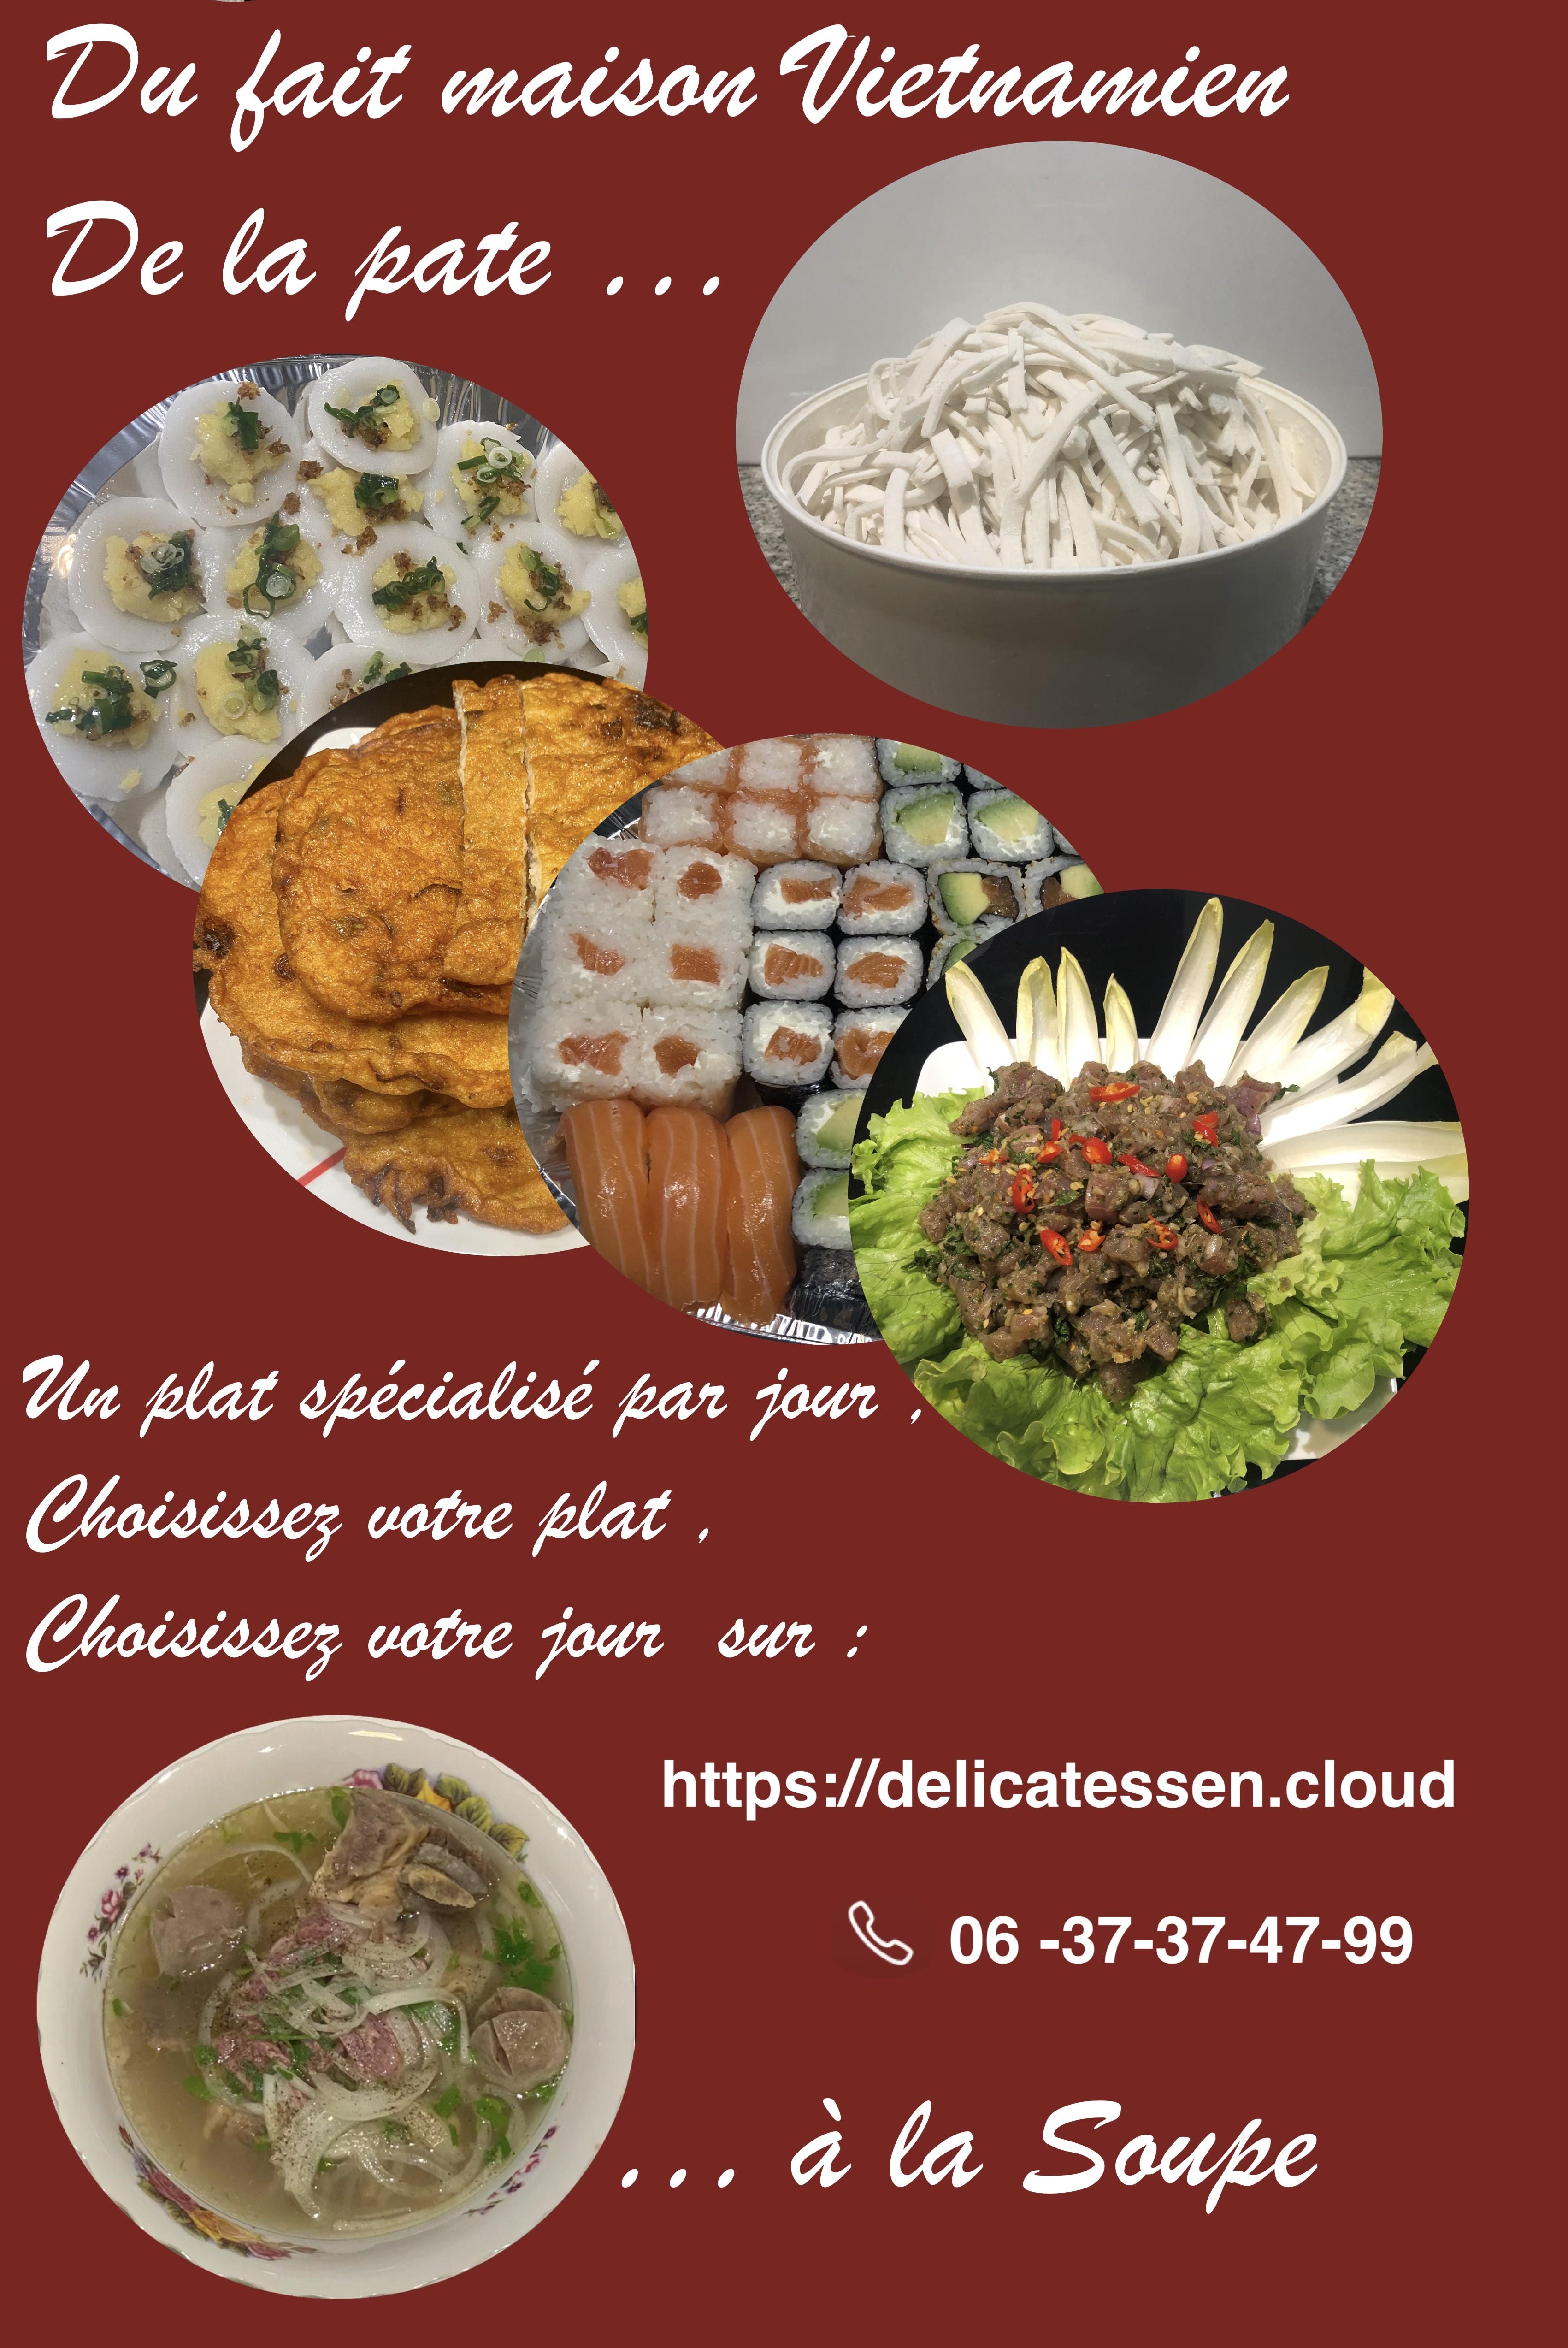 Du fait maison Vietnamien
De la pate ...
Un plat spécialisé par jour ,
Choisissez votre plat ,
Choisissez votre jour sur :
https://delicatessen.cloud
06 -37-37-47-99
... à la Soupe